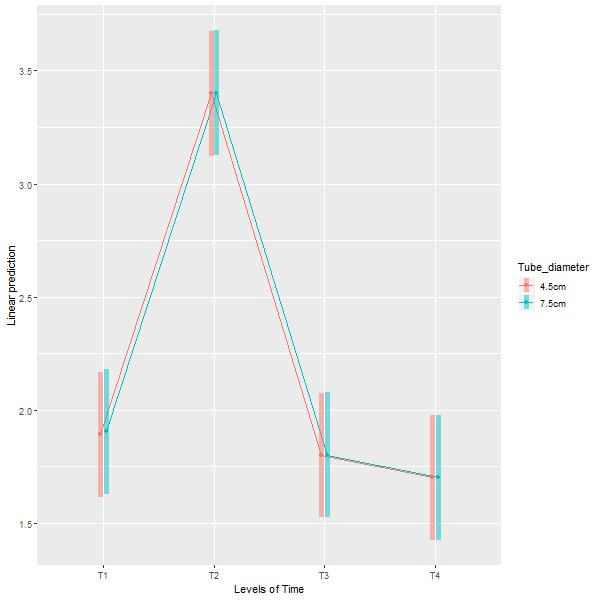 Linear prediction
3.5
3.0
2.5
2.0
1.5
T1 T2 T3 T4
Levels of Time
Tube_diameter
4.5cm
7.5cm